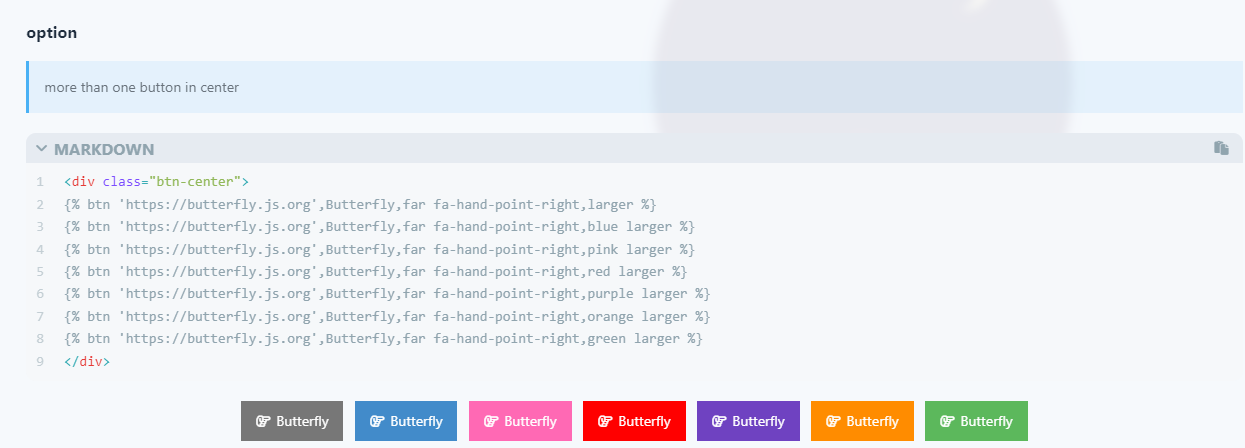 option
more than one button in center
MARKDOWN
1 <div class="btn-center">
2 {% btn 'https://butterfly.js.org',Butterfly,far fa-hand-point-right,larger %}
3 {% btn 'https://butterfly.js.org',Butterfly,far fa-hand-point-right,blue larger %}
4 {% btn 'https://butterfly.js.org',Butterfly,far fa-hand-point-right,pink larger %}
5 {% btn 'https://butterfly.js.org',Butterfly,far fa-hand-point-right,red larger %}
6 {% btn 'https://butterfly.js.org',Butterfly,far fa-hand-point-right,purple larger %}
7 {% btn 'https://butterfly.js.org',Butterfly,far fa-hand-point-right,orange larger %}
8 {% btn 'https://butterfly.js.org',Butterfly,far fa-hand-point-right,green larger %}
9 </div>
Butterfly Butterfly Butterfly Butterfly Butterfly Butterfly Butterfly